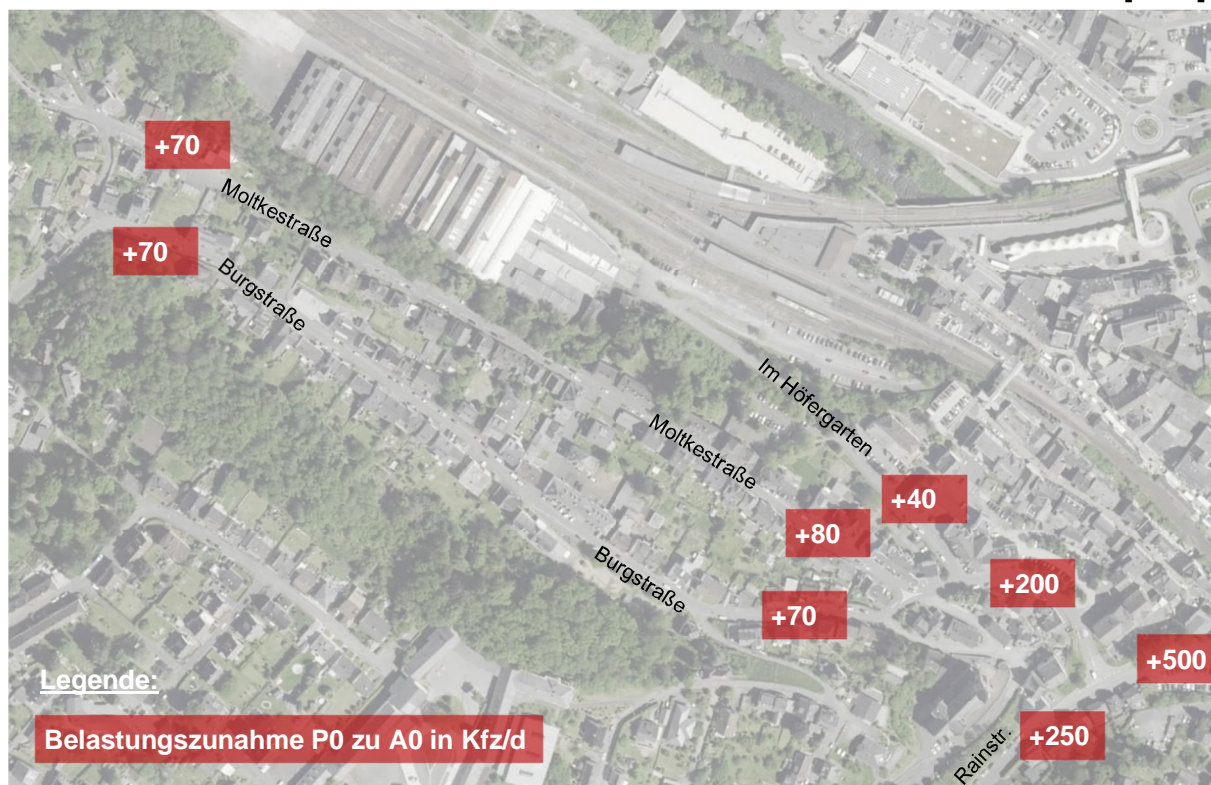 +70
Moltkestraße
+70
Burgstraße
Im Höfergarten
Moltkestraße
+40
+80
Burgstraße
+200
+70
+500
Legende:
+250
Rainstr.
Belastungszunahme P0 zu A0 in Kfz/d